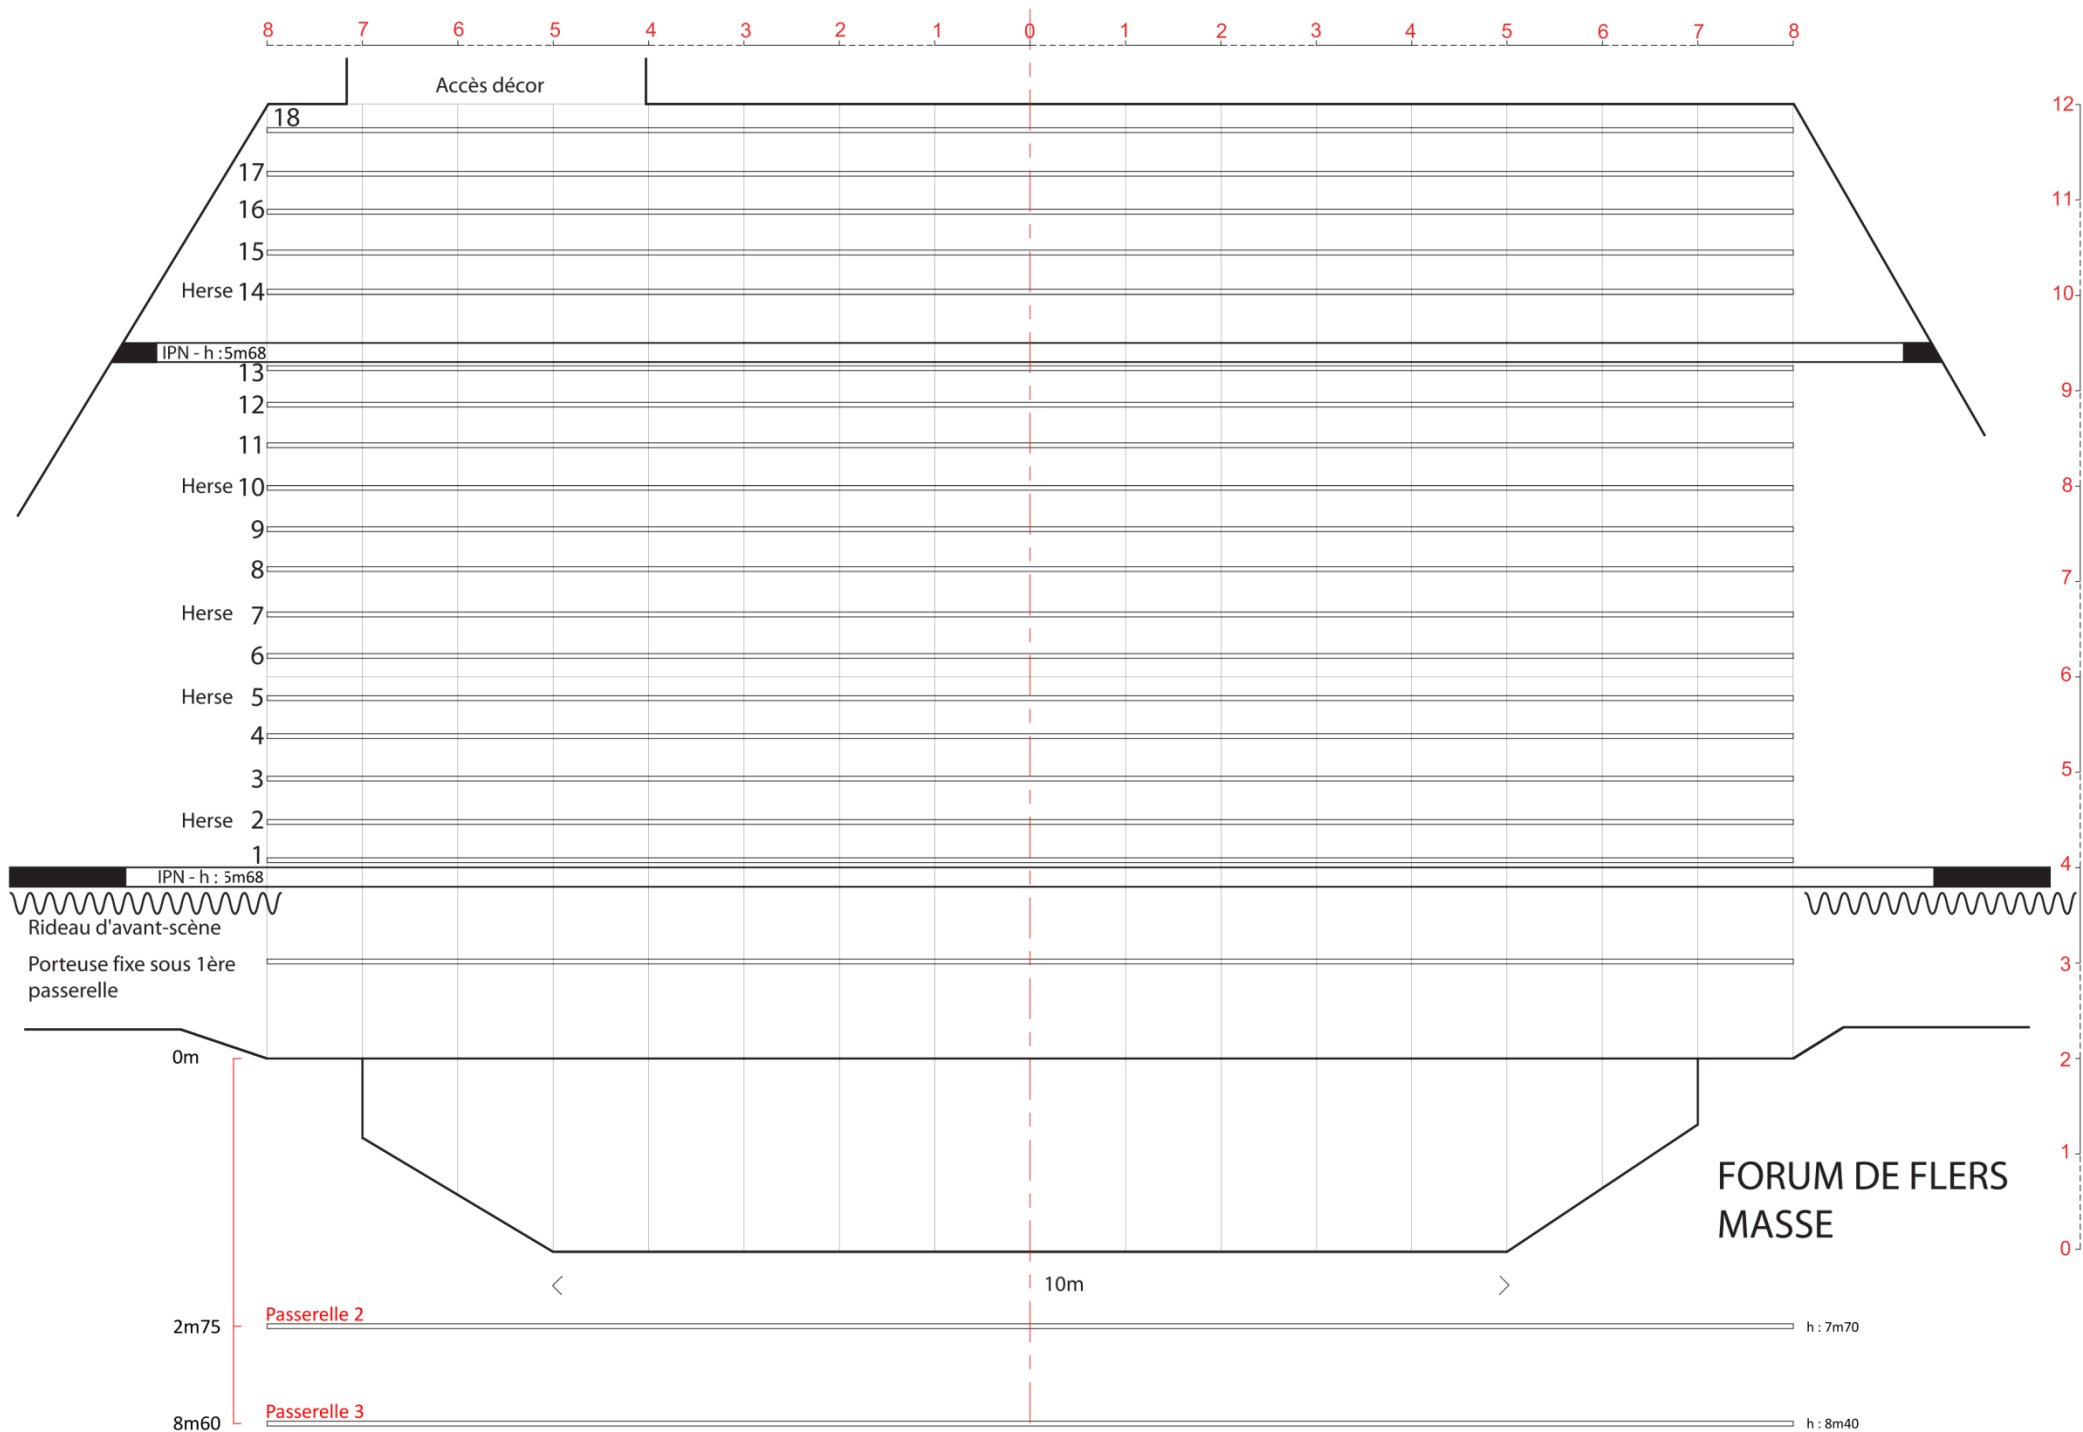 8 7 6 5 4 3 2 1 0 1 2 3 4 5 6 7 8
Accès décor
12
18
17
11
16
15
Herse 14
10
IPN - h : 5m68
13
9
12
11
Herse 10
8
9
8
7
Herse 7
6
6
Herse 5
4
5
3
Herse 2
1
4
IPN - h : 5m68
Rideau d'avant-scène
Porteuse fixe sous 1ère
passerelle
3
0m
2
1
FORUM DE FLERS
MASSE
0
10m
Passerelle 2
2m75
h : 7m70
Passerelle 3
8m60
h : 8m40